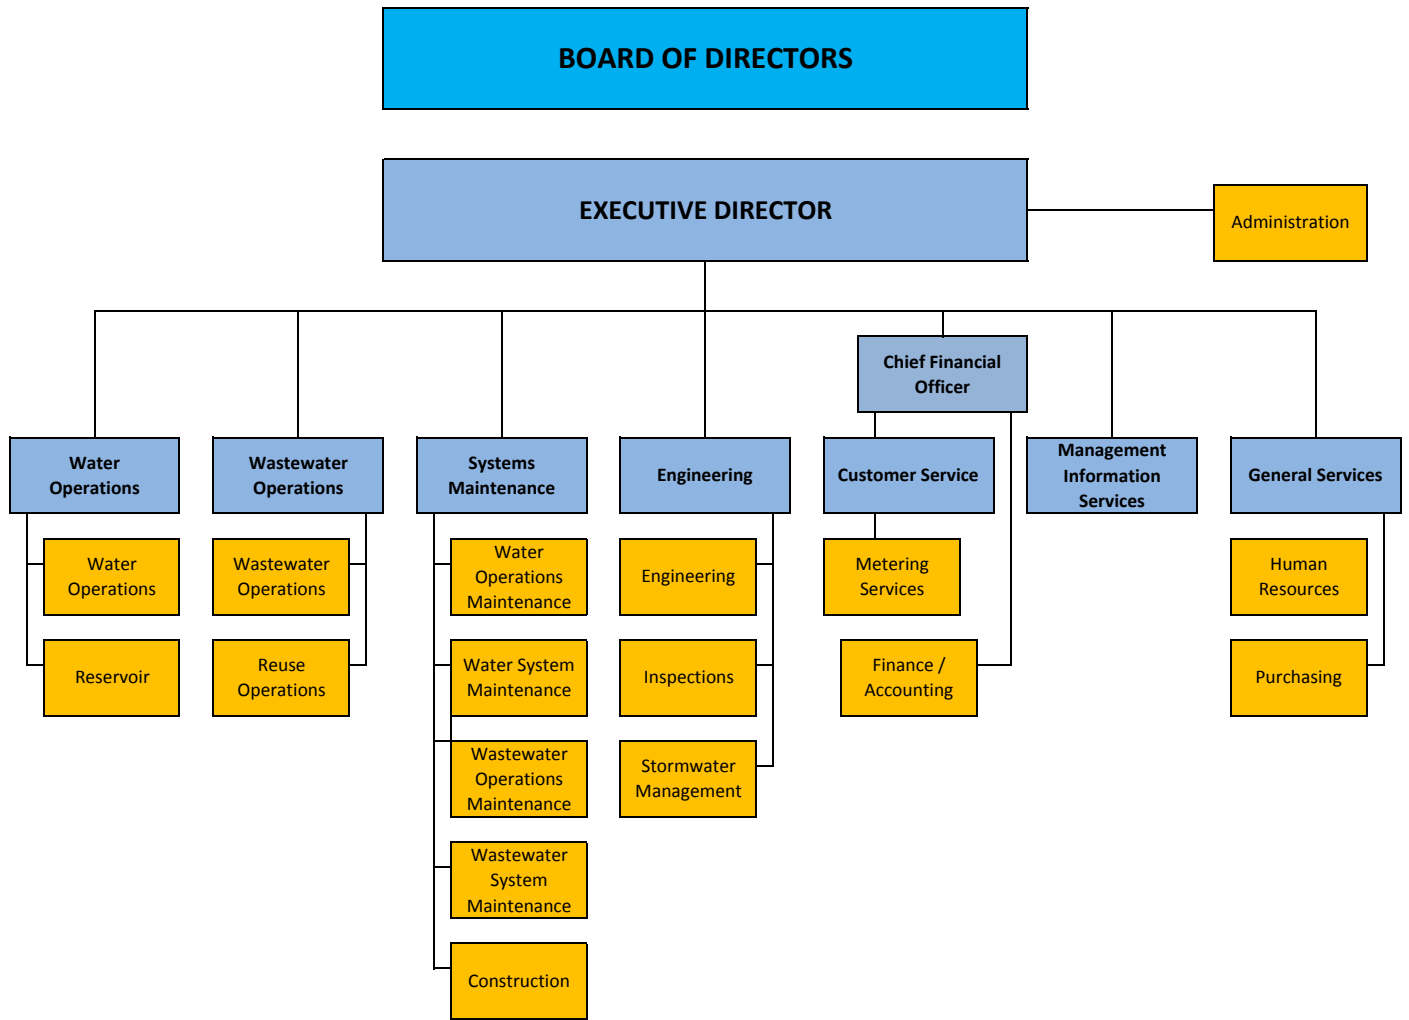 BOARD OF DIRECTORS
EXECUTIVE DIRECTOR
Administration
Chief Financial
Officer
Water
Operations
Wastewater
Operations
Systems
Maintenance
Engineering
Customer Service
Management
Information
Services
General Services
Water
Operations
Wastewater
Operations
Water
Operations
Maintenance
Engineering
Metering
Services
Human
Resources
Reservoir
Reuse
Operations
Water System
Maintenance
Inspections
Finance /
Accounting
Purchasing
Wastewater
Operations
Maintenance
Stormwater
Management
Wastewater
System
Maintenance
Construction